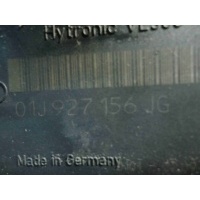 Hytronic
01J 927 156 JG
Made in Germany